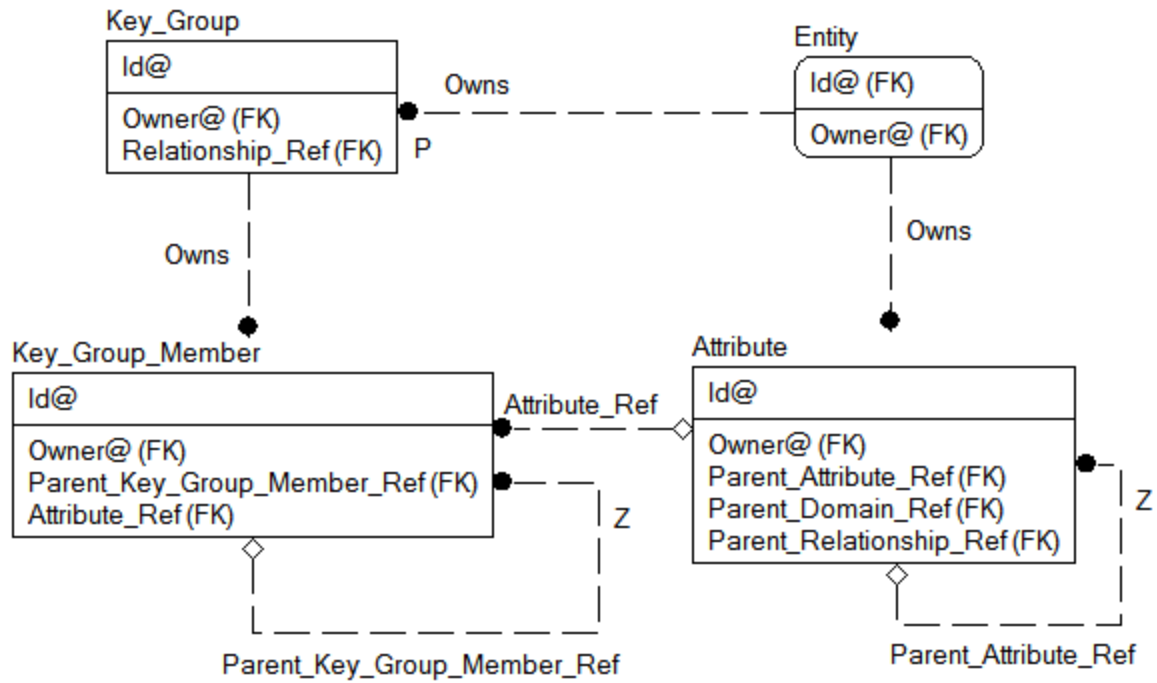 Key_Group
Id@
Owner@ (FK)
Relationship_Ref (FK)
Owns
P
Entity
Id@ (FK)
Owner@ (FK)
Owns
Owns
Key_Group_Member
Id@
Owner@ (FK)
Parent_Key_Group_Member_Ref (FK)
Attribute_Ref (FK)
Attribute_Ref
Z
Parent_Key_Group_Member_Ref
Attribute
Id@
Owner@ (FK)
Parent_Attribute_Ref (FK)
Parent_Domain_Ref (FK)
Parent_Relationship_Ref (FK)
Z
Parent_Attribute_Ref